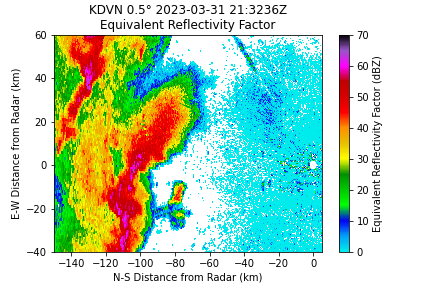 KDVN 0.5° 2023-03-31 21:3236Z
Equivalent Reflectivity Factor
60
40
20
0
−20
−40
E-W Distance from Radar (km)
−140 −120 −100 −80 −60 −40 −20 0
N-S Distance from Radar (km)
70
60
50
40
30
20
10
0
Equivalent Reflectivity Factor (dBZ)